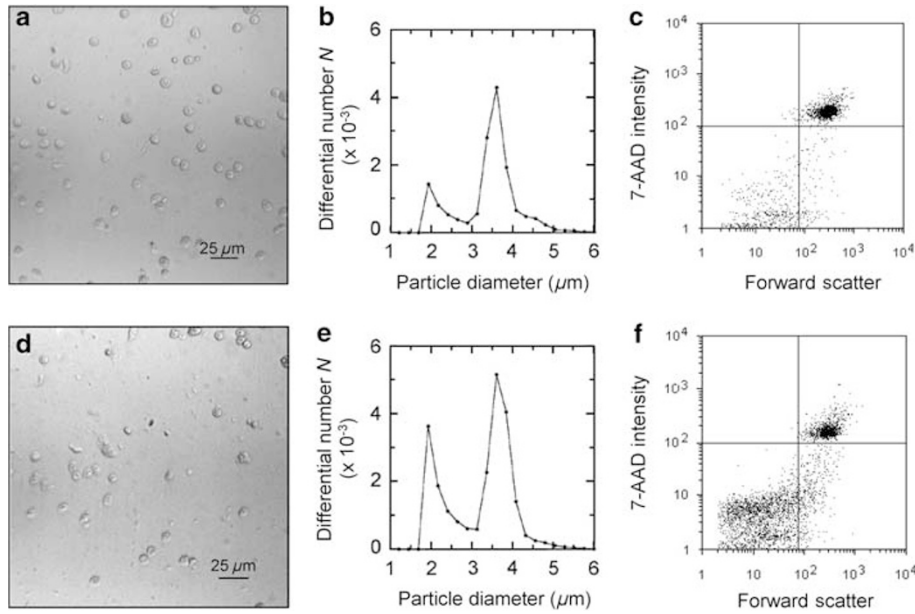 a
25 µm
b
Differential number N
(x 10⁻³)
6
4
2
0
1 2 3 4 5 6
Particle diameter (µm)
c
7-AAD intensity
10⁴
10³
10²
10
1
1 10 10² 10³ 10⁴
Forward scatter
d
25 µm
e
Differential number N
(x 10⁻³)
6
4
2
0
1 2 3 4 5 6
Particle diameter (µm)
f
7-AAD intensity
10⁴
10³
10²
10
1
1 10 10² 10³ 10⁴
Forward scatter